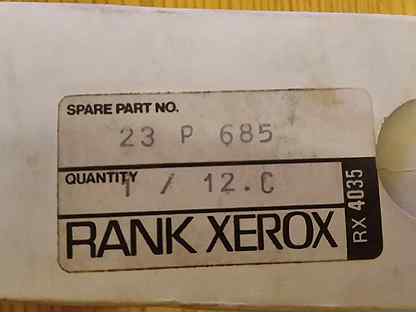 SPARE PART NO.
23 P 685
QUANTITY
1 / 12.C
RANK XEROX
RX 4035